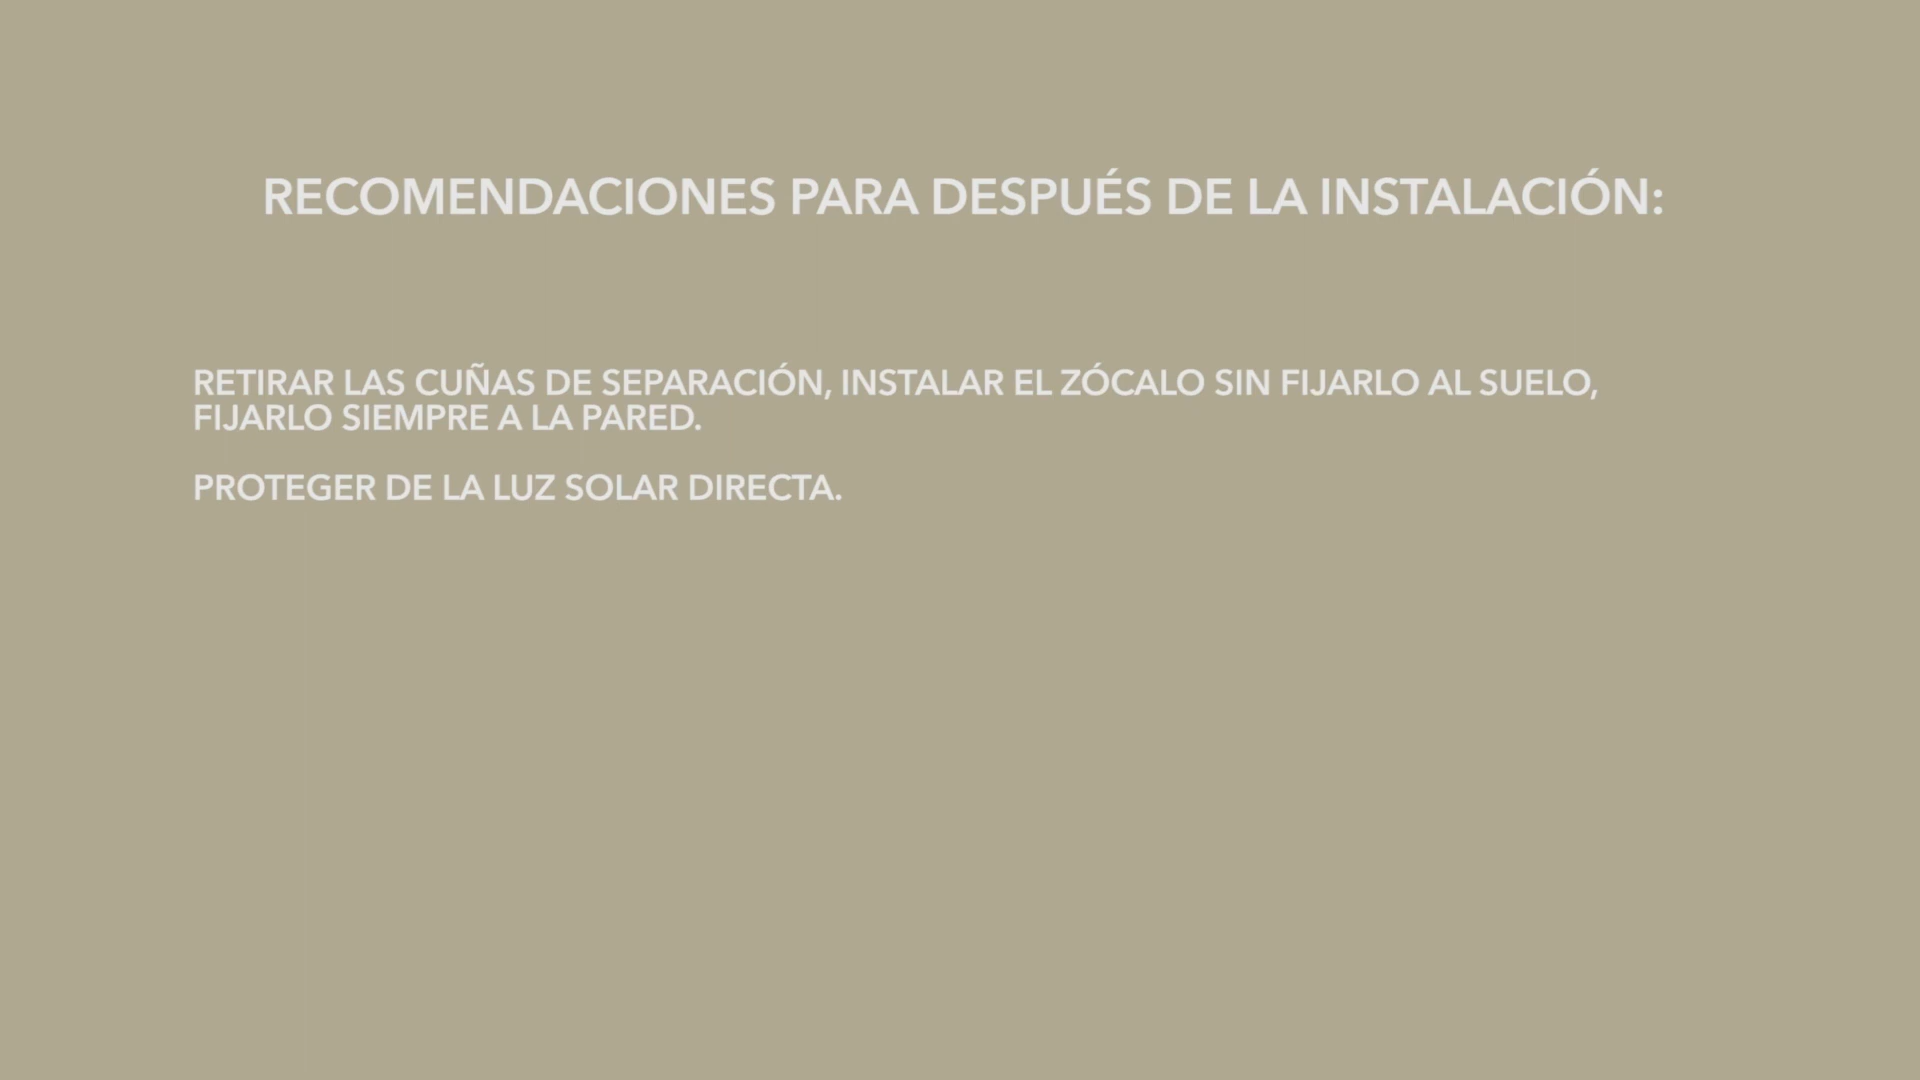 RECOMENDACIONES PARA DESPUÉS DE LA INSTALACIÓN:
RETIRAR LAS CUÑAS DE SEPARACIÓN, INSTALAR EL ZÓCALO SIN FIJARLO AL SUELO,
FIJARLO SIEMPRE A LA PARED.
PROTEGER DE LA LUZ SOLAR DIRECTA.